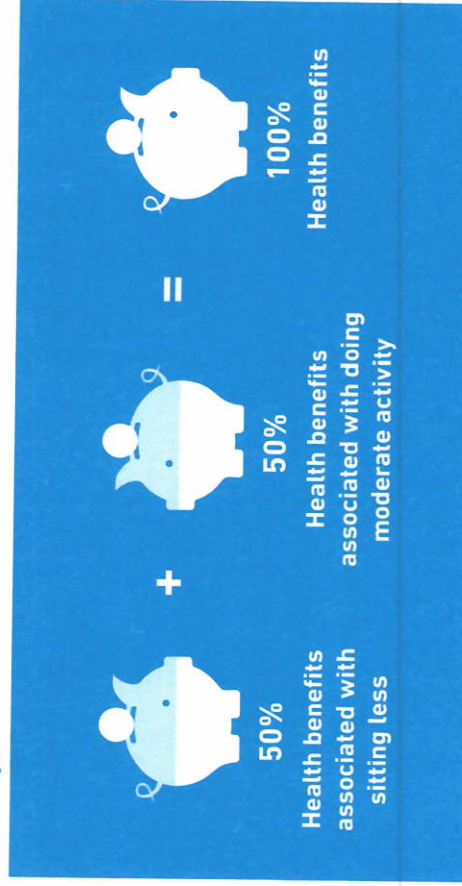 50%
Health benefits
associated with
sitting less
+
50%
Health benefits
associated with doing
moderate activity
=
100%
Health benefits